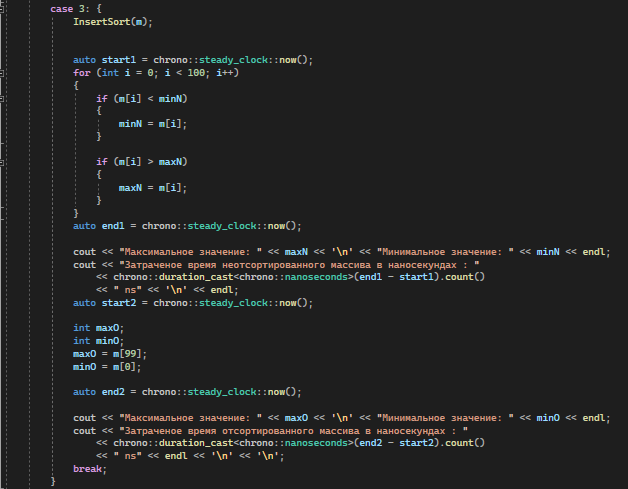 case 3: {
InsertSort(m);
auto start1 = chrono::steady_clock::now();
for (int i = 0; i < 100; i++)
{
if (m[i] < minN)
{
minN = m[i];
}
if (m[i] > maxN)
{
maxN = m[i];
}
}
auto end1 = chrono::steady_clock::now();
cout << "Максимальное значение: " << maxN << '\n' << "Минимальное значение: " << minN << endl;
cout << "Затраченое время неотсортированного массива в наносекундах : "
<< chrono::duration_cast<chrono::nanoseconds>(end1 - start1).count()
<< " ns" << '\n' << endl;
auto start2 = chrono::steady_clock::now();
int maxO;
int minO;
maxO = m[99];
minO = m[0];
auto end2 = chrono::steady_clock::now();
cout << "Максимальное значение: " << maxO << '\n' << "Минимальное значение: " << minO << endl;
cout << "Затраченое время отсортированного массива в наносекундах : "
<< chrono::duration_cast<chrono::nanoseconds>(end2 - start2).count()
<< " ns" << endl << '\n' << '\n';
break;
}